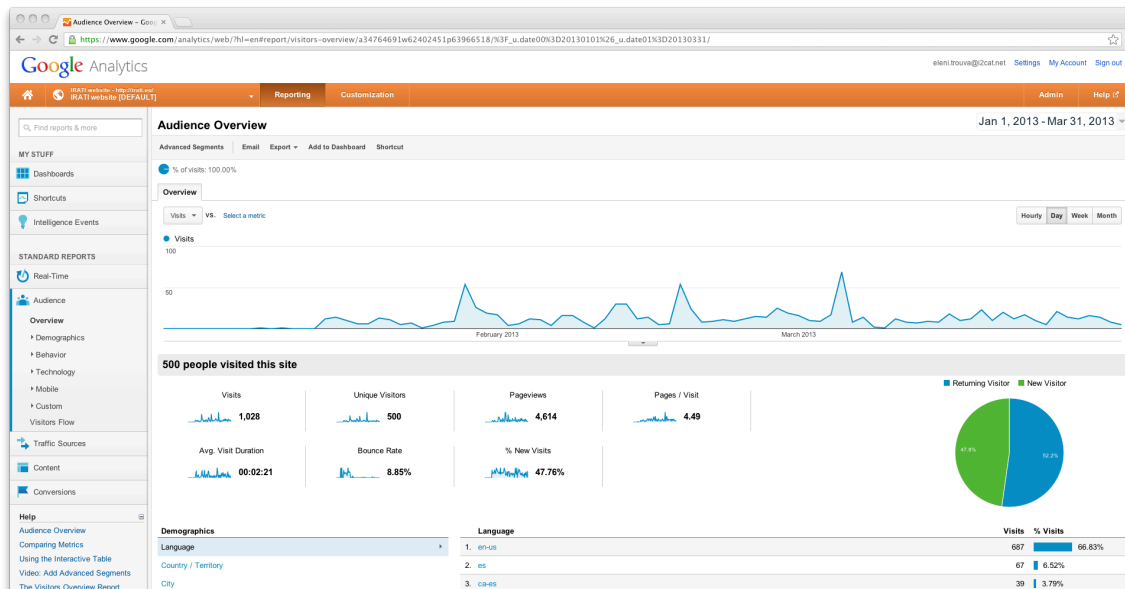 Audience Overview – Goog ×
https://www.google.com/analytics/web/?hl=en#report/visitors-overview/a34764691w62402451p63966518/%3F_u.date00%3D20130101%26_u.date01%3D20130331/
Google Analytics
eleni.trouva@i2cat.net Settings My Account Sign out
IRATI website - http://irati.eu/
IRATI website [DEFAULT]
Reporting Customization Admin Help
Find reports & more
Audience Overview
Jan 1, 2013 - Mar 31, 2013
Advanced Segments Email Export Add to Dashboard Shortcut
MY STUFF
% of visits: 100.00%
Dashboards
Overview
Shortcuts
Visits VS. Select a metric
Hourly Day Week Month
Intelligence Events
Visits
100
STANDARD REPORTS
Real-Time
50
Audience
Overview
Demographics
February 2013 March 2013
Behavior
500 people visited this site
Technology
Mobile
Returning Visitor New Visitor
Custom
Visits Unique Visitors Pageviews Pages / Visit
1,028 500 4,614 4.49
Visitors Flow
Traffic Sources
Avg. Visit Duration Bounce Rate % New Visits
47.8% 52.2%
Content
00:02:21 8.85% 47.76%
Conversions
Help
Audience Overview
Demographics Language Visits % Visits
Comparing Metrics
Language 1. en-us 687 66.83%
Using the Interactive Table
Country / Territory 2. es 67 6.52%
Video: Add Advanced Segments
City 3. ca-es 39 3.79%
The Visitors Overview Report